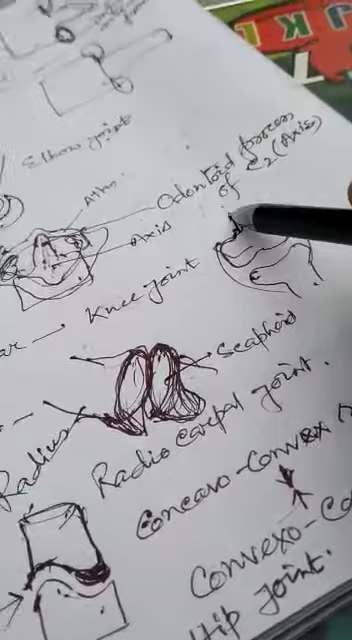 JKL
Elbow joint
Odontoid process
of C2 (Axis)
Axis
Knee joint
Scaphoid
Radius
Radio carpal joint.
Concavo-Convex
Convexo-Co
Hip joint.